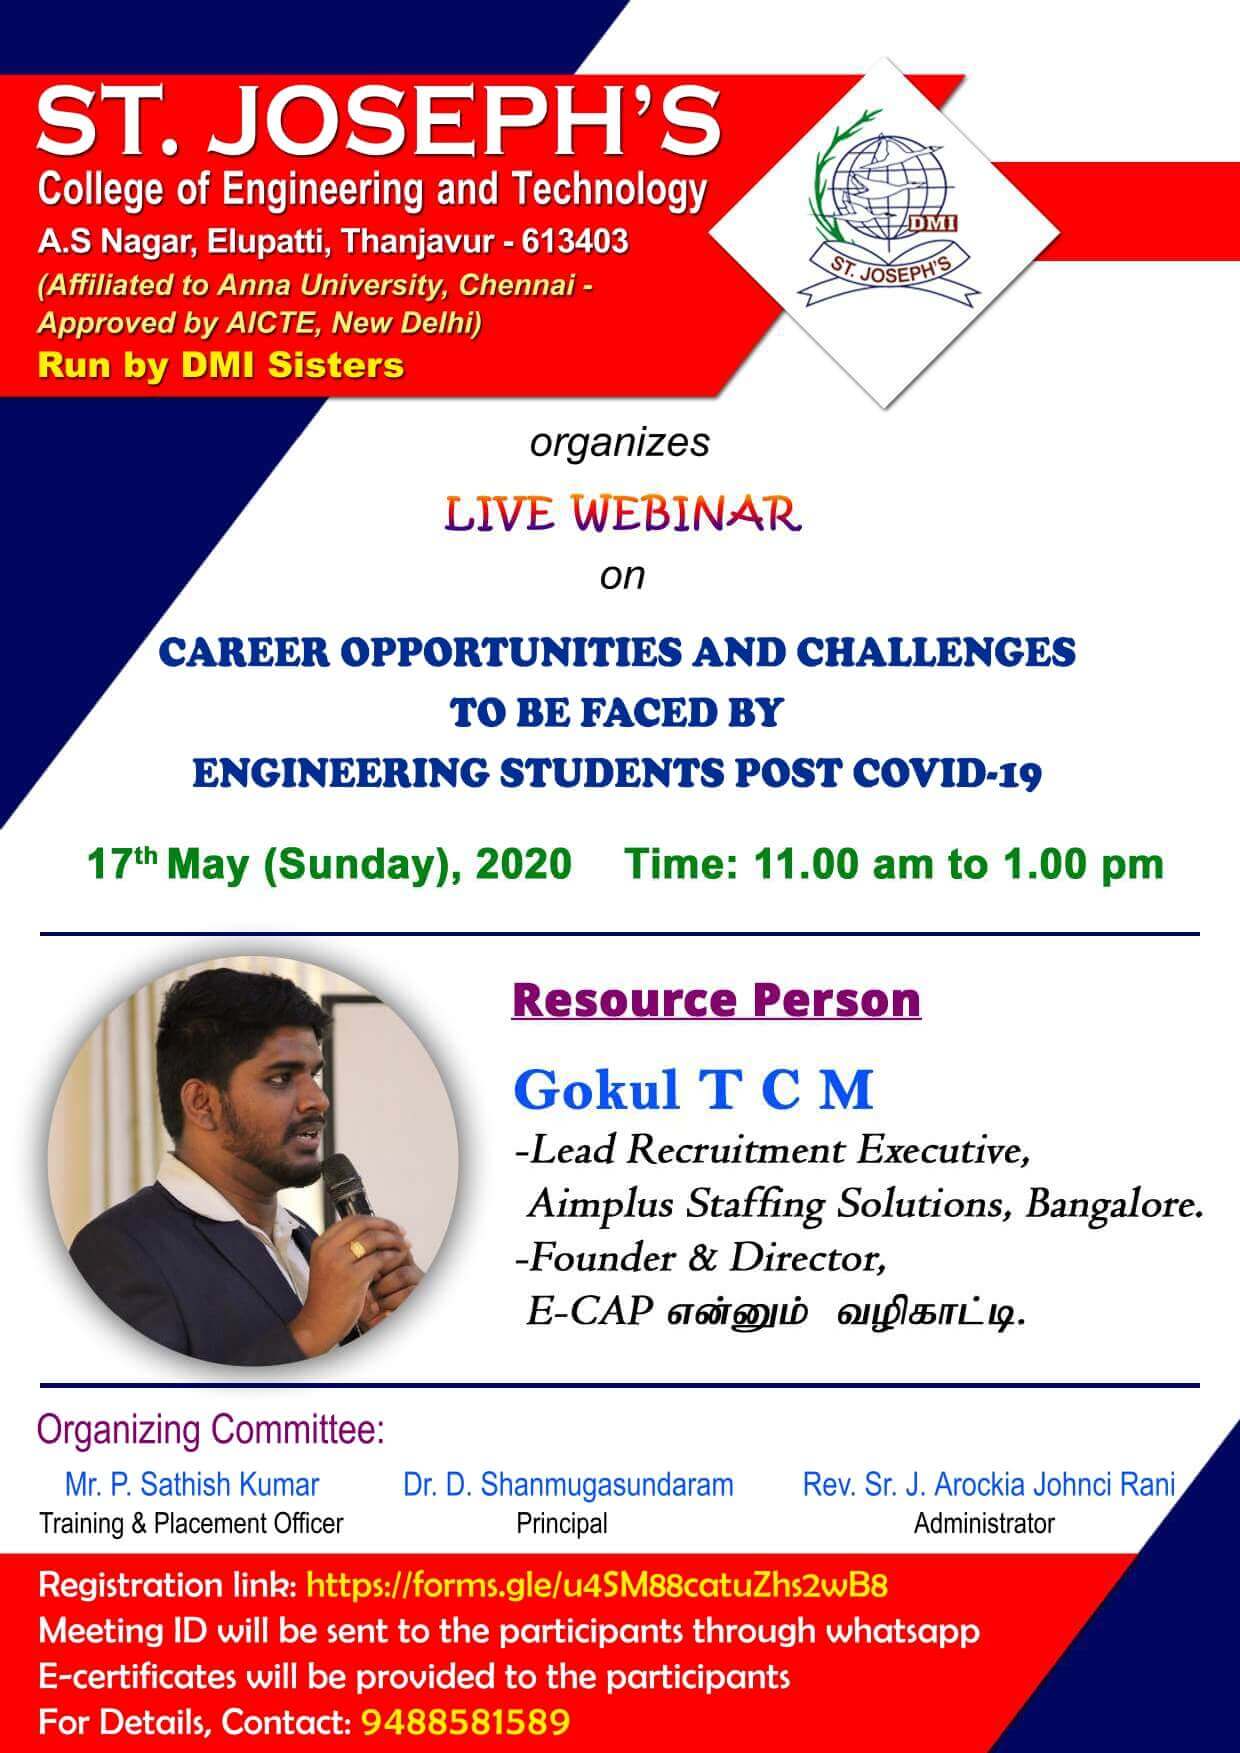 ST. JOSEPH'S
College of Engineering and Technology
A.S Nagar, Elupatti, Thanjavur - 613403
(Affiliated to Anna University, Chennai -
Approved by AICTE, New Delhi)
Run by DMI Sisters
DMI
ST. JOSEPH'S
organizes
LIVE WEBINAR
on
CAREER OPPORTUNITIES AND CHALLENGES
TO BE FACED BY
ENGINEERING STUDENTS POST COVID-19
17th May (Sunday), 2020 Time: 11.00 am to 1.00 pm
Resource Person
Gokul T C M
-Lead Recruitment Executive,
Aimplus Staffing Solutions, Bangalore.
-Founder & Director,
E-CAP என்னும் வழிகாட்டி.
Organizing Committee:
Mr. P. Sathish Kumar Dr. D. Shanmugasundaram Rev. Sr. J. Arockia Johnci Rani
Training & Placement Officer Principal Administrator
Registration link: https://forms.gle/u4SM88catuZhs2wB8
Meeting ID will be sent to the participants through whatsapp
E-certificates will be provided to the participants
For Details, Contact: 9488581589